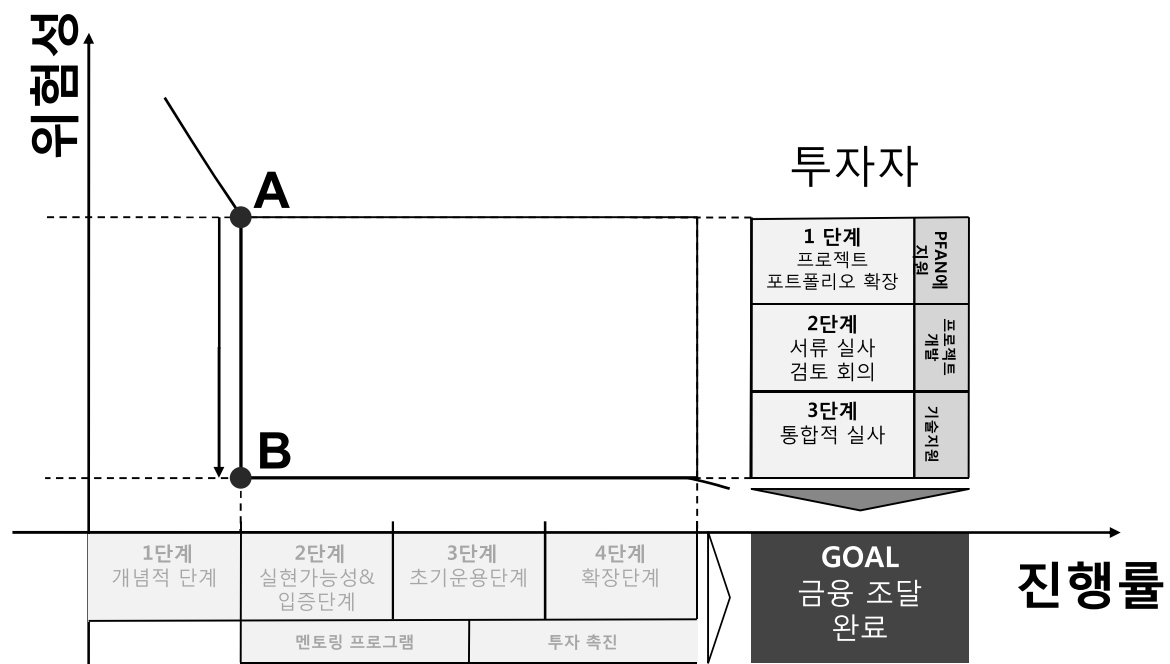 위험성
A
투자자
1 단계
프로젝트
포트폴리오 확장
PFAN에
지원
2단계
서류 실사
검토 회의
프로젝트
개발
3단계
통합적 실사
기술지원
B
1단계
개념적 단계
2단계
실현가능성&
입증단계
3단계
초기운용단계
4단계
확장단계
GOAL
금융 조달
완료
진행률
멘토링 프로그램
투자 촉진